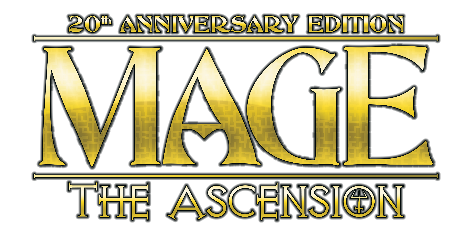 20th ANNIVERSARY EDITION
MAGE
THE ASCENSION